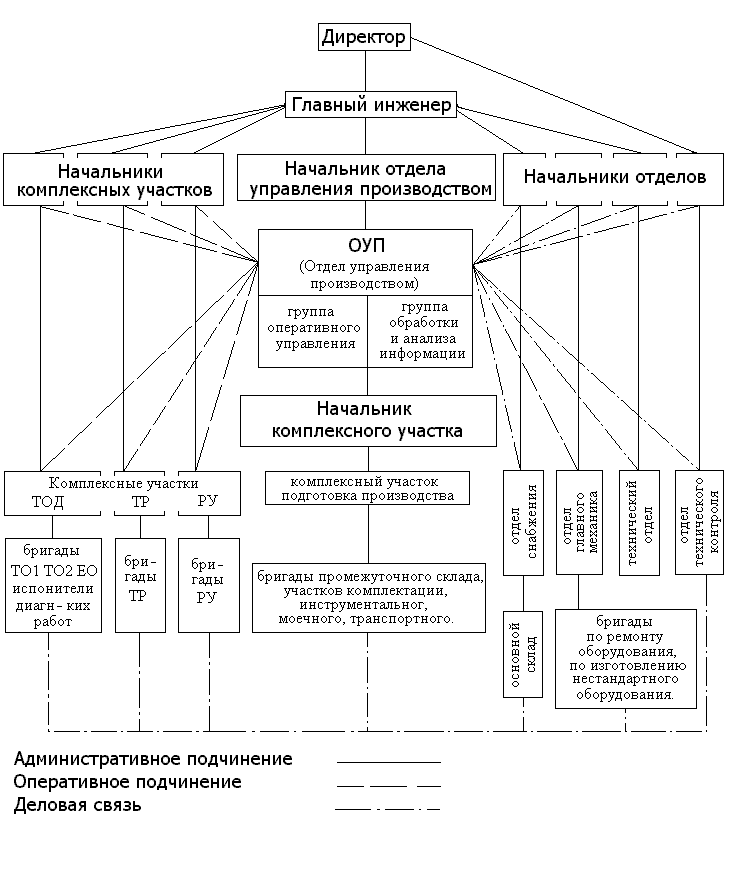 Директор
Главный инженер
Начальники
комплексных участков
Начальник отдела
управления производством
Начальники отделов
ОУП
(Отдел управления
производством)
группа
оперативного
управления
группа
обработки
и анализа
информации
Начальник
комплексного участка
Комплексные участки
ТОД
ТР
РУ
комплексный участок
подготовка производства
отдел
снабжения
отдел
главного
механика
технический
отдел
отдел
технического
контроля
бригады
ТО1 ТО2 ЕО
испонители
диагн- ких
работ
бри-
гады
ТР
бри-
гады
РУ
бригады промежуточного склада,
участков комплектации,
инструментальног,
моечного, транспортного.
основной
склад
бригады
по ремонту
оборудования,
по изготовлению
нестандартного
оборудования.
Административное подчинение
Оперативное подчинение
Деловая связь